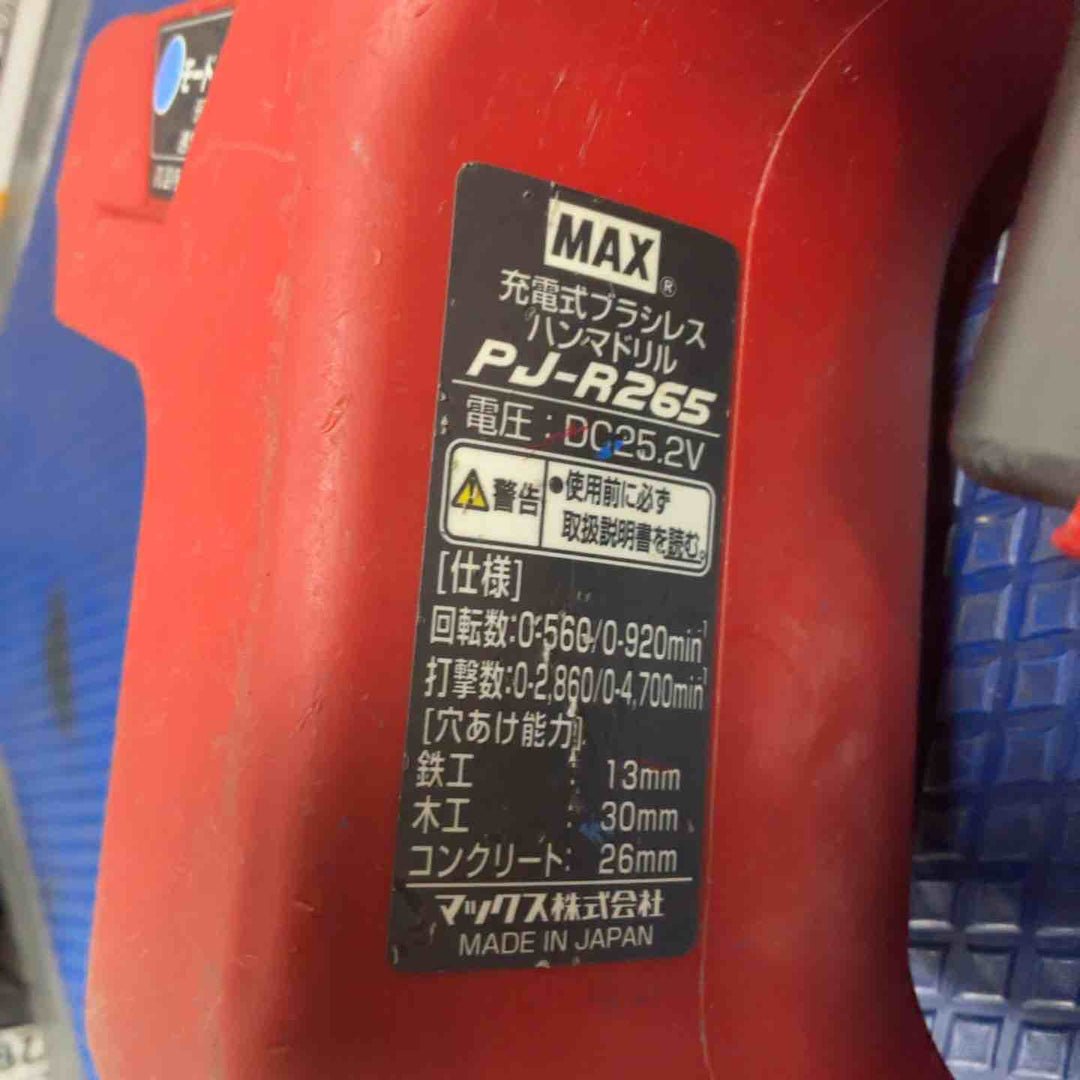 モード
MAX®
充電式ブラシレス
ハンマドリル
PJ-R265
電圧:DC25.2V
警告
●使用前に必ず
取扱説明書を読む。
[仕様]
回転数:0-560/0-920min⁻¹
打撃数:0-2,860/0-4,700min⁻¹
[穴あけ能力]
鉄工 : 13mm
木工 : 30mm
コンクリート: 26mm
マックス株式会社
MADE IN JAPAN